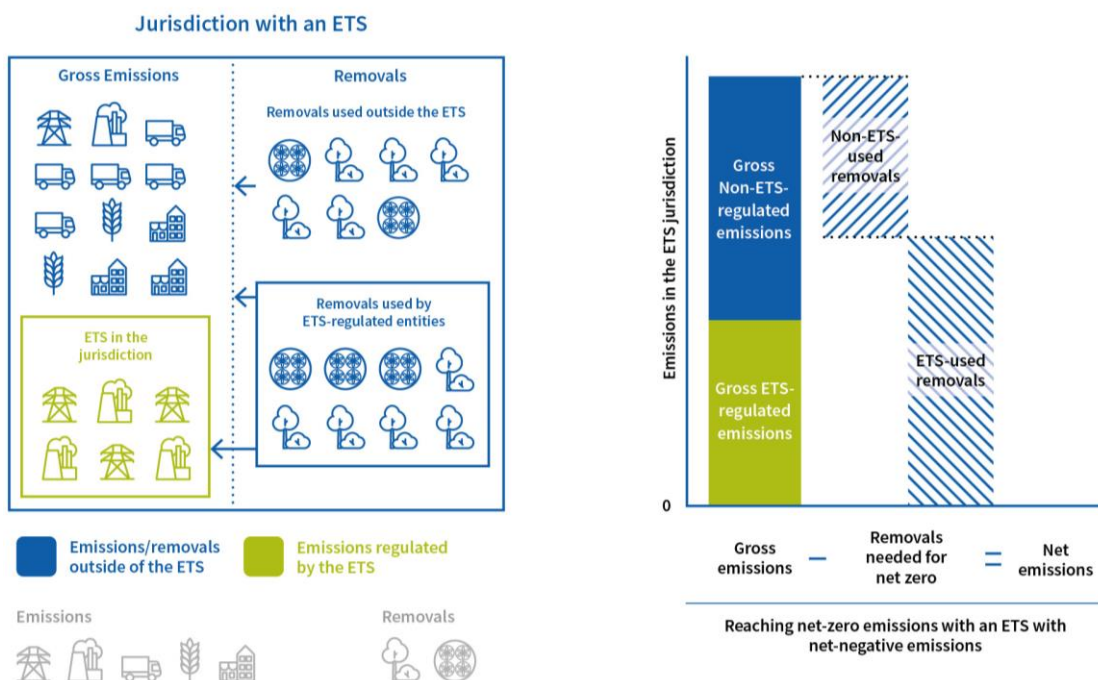 Jurisdiction with an ETS
Gross Emissions
Removals
Removals used outside the ETS
Removals used by
ETS-regulated entities
ETS in the
jurisdiction
Emissions/removals
outside of the ETS
Emissions regulated
by the ETS
Emissions
Removals
Emissions in the ETS jurisdiction
Gross
Non-ETS-
regulated
emissions
Non-ETS-
used
removals
Gross ETS-
regulated
emissions
ETS-used
removals
0
Gross
emissions
–
Removals
needed for
net zero
=
Net
emissions
Reaching net-zero emissions with an ETS with
net-negative emissions